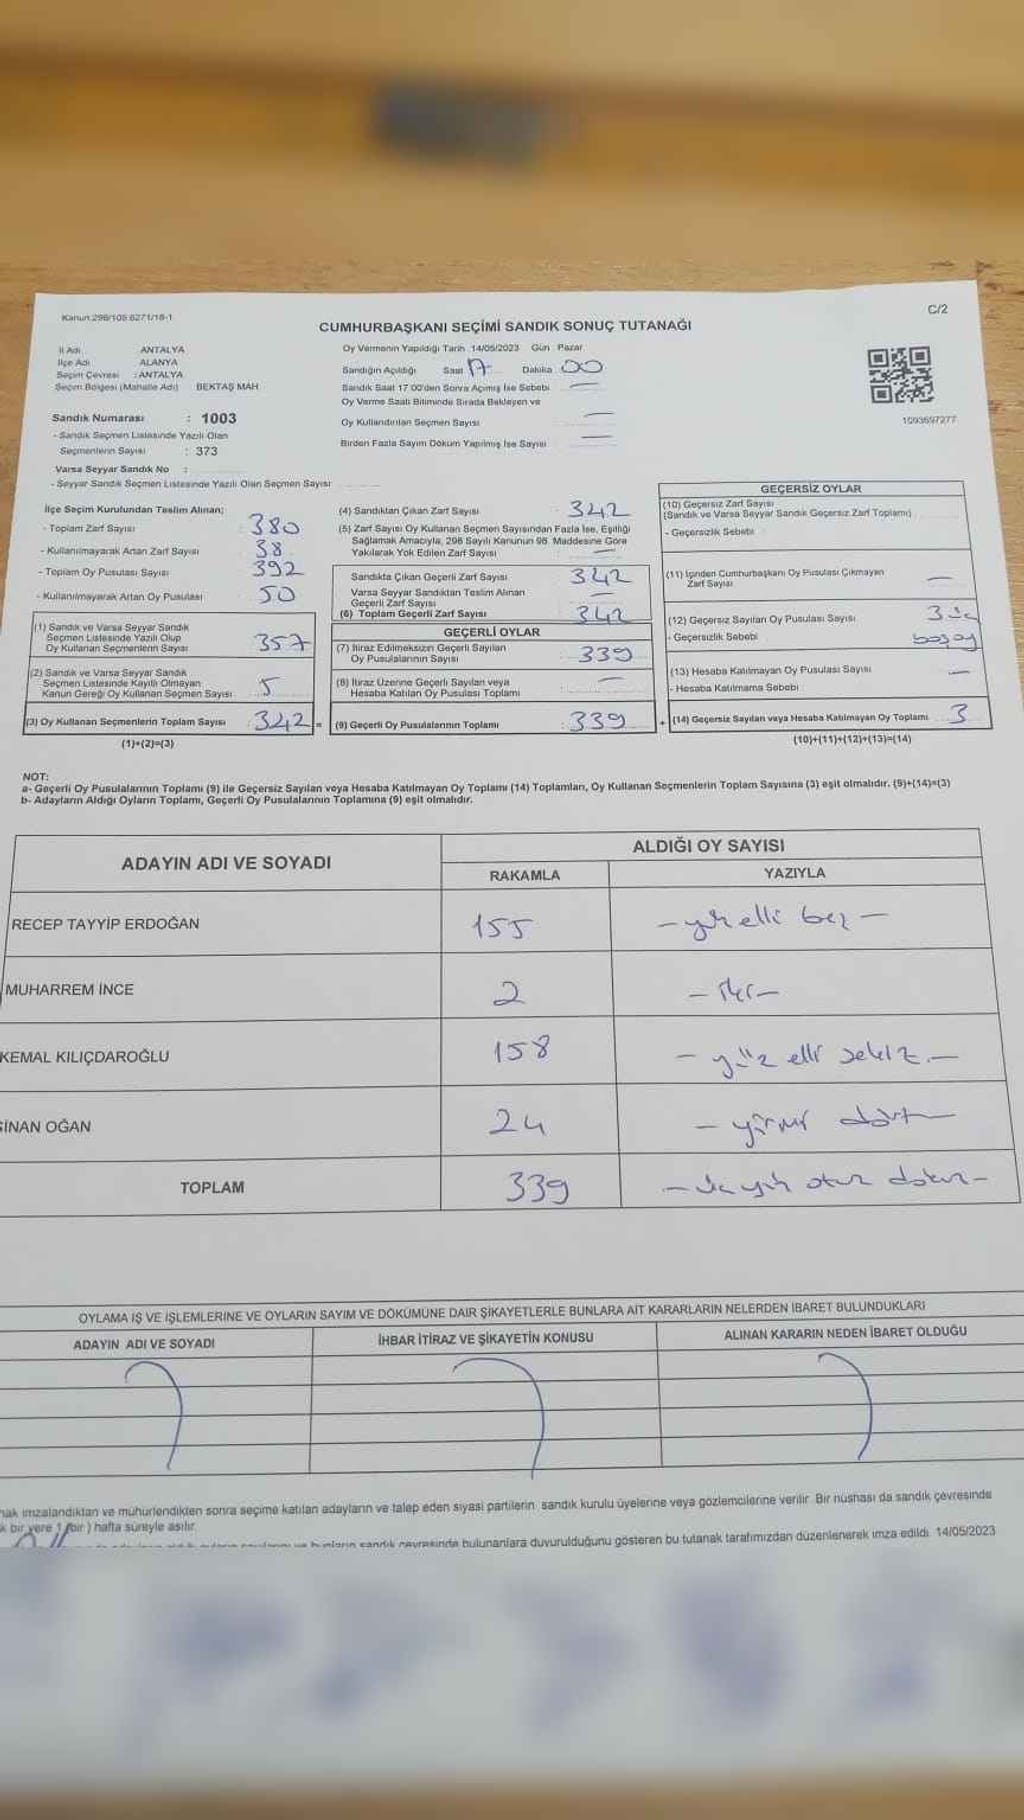 Kanun:298/105 6271/18-1
C/2
CUMHURBAŞKANI SEÇİMİ SANDIK SONUÇ TUTANAĞI
İl Adı : ANTALYA
İlçe Adı : ALANYA
Seçim Çevresi : ANTALYA
Seçim Bölgesi (Mahalle Adı) BEKTAŞ MAH
Sandık Numarası : 1003
- Sandık Seçmen Listesinde Yazılı Olan
Seçmenlerin Sayısı : 373
Varsa Seyyar Sandık No :
- Seyyar Sandık Seçmen Listesinde Yazılı Olan Seçmen Sayısı
Oy Vermenin Yapıldığı Tarih :14/05/2023 Gün : Pazar
Sandığın Açıldığı Saat 17 Dakika 00
Sandık Saat 17:00'den Sonra Açımış İse Sebebi —
Oy Verme Saati Bitiminde Sırada Bekleyen ve
Oy Kullandırılan Seçmen Sayısı —
Birden Fazla Sayım Döküm Yapılmış İse Sayısı —
1093697277
İlçe Seçim Kurulundan Teslim Alınan;
- Toplam Zarf Sayısı : 380
- Kullanılmayarak Artan Zarf Sayısı 38
- Toplam Oy Pusulası Sayısı 392
- Kullanılmayarak Artan Oy Pusulası : 50
(1) Sandık ve Varsa Seyyar Sandık
Seçmen Listesinde Yazılı Olup
Oy Kullanan Seçmenlerin Sayısı 357
(2) Sandık ve Varsa Seyyar Sandık
Seçmen Listesinde Kayıtlı Olmayan
Kanun Gereği Oy Kullanan Seçmen Sayısı 5
(3) Oy Kullanan Seçmenlerin Toplam Sayısı : 342 =
(1)+(2)=(3)
(4) Sandıktan Çıkan Zarf Sayısı : 342
(5) Zarf Sayısı Oy Kullanan Seçmen Sayısından Fazla İse, Eşitliği
Sağlamak Amacıyla, 298 Sayılı Kanunun 98. Maddesine Göre
Yakılarak Yok Edilen Zarf Sayısı —
Sandıkta Çıkan Geçerli Zarf Sayısı 342
Varsa Seyyar Sandıktan Teslim Alınan
Geçerli Zarf Sayısı —
(6) Toplam Geçerli Zarf Sayısı 342
GEÇERLİ OYLAR
(7) İtiraz Edilmeksizin Geçerli Sayılan
Oy Pusulalarının Sayısı : 339
(8) İtiraz Üzerine Geçerli Sayılan veya
Hesaba Katılan Oy Pusulası Toplamı : —
(9) Geçerli Oy Pusulalarının Toplamı : 339 +
GEÇERSİZ OYLAR
(10) Geçersiz Zarf Sayısı
(Sandık ve Varsa Seyyar Sandık Geçersiz Zarf Toplamı)
- Geçersizlik Sebebi :
(11) İçinden Cumhurbaşkanı Oy Pusulası Çıkmayan
Zarf Sayısı —
(12) Geçersiz Sayılan Oy Pusulası Sayısı 3 üç
- Geçersizlik Sebebi boş oy
(13) Hesaba Katılmayan Oy Pusulası Sayısı —
- Hesaba Katılmama Sebebi
(14) Geçersiz Sayılan veya Hesaba Katılmayan Oy Toplamı 3
(10)+(11)+(12)+(13)=(14)
NOT:
a- Geçerli Oy Pusulalarının Toplamı (9) ile Geçersiz Sayılan veya Hesaba Katılmayan Oy Toplamı (14) Toplamları, Oy Kullanan Seçmenlerin Toplam Sayısına (3) eşit olmalıdır. (9)+(14)=(3)
b- Adayların Aldığı Oyların Toplamı, Geçerli Oy Pusulalarının Toplamına (9) eşit olmalıdır.
ADAYIN ADI VE SOYADI
ALDIĞI OY SAYISI
RAKAMLA YAZIYLA
RECEP TAYYİP ERDOĞAN 155 – yüz elli beş –
MUHARREM İNCE 2 – iki –
KEMAL KILIÇDAROĞLU 158 – yüz elli sekiz –
SİNAN OĞAN 24 – yirmi dört –
TOPLAM 339 – üç yüz otuz dokuz –
OYLAMA İŞ VE İŞLEMLERİNE VE OYLARIN SAYIM VE DÖKÜMÜNE DAİR ŞİKAYETLERLE BUNLARA AİT KARARLARIN NELERDEN İBARET BULUNDUKLARI
ADAYIN ADI VE SOYADI İHBAR İTİRAZ VE ŞİKAYETİN KONUSU ALINAN KARARIN NEDEN İBARET OLDUĞU
nak imzalandıktan ve mühürlendikten sonra seçime katılan adayların ve talep eden siyasi partilerin sandık kurulu üyelerine veya gözlemcilerine verilir. Bir nüshası da sandık çevresinde
k bir yere 1 (bir ) hafta süreyle asılır.
sandık çevresinde bulunanlara duyurulduğunu gösteren bu tutanak tarafımızdan düzenlenerek imza edildi. 14/05/2023